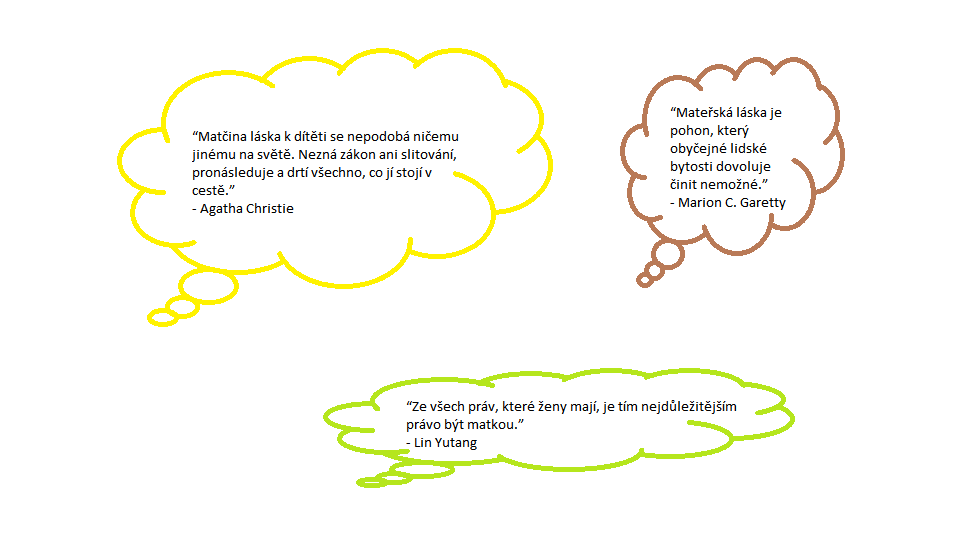 “Matčina láska k dítěti se nepodobá ničemu
jinému na světě. Nezná zákon ani slitování,
pronásleduje a drtí všechno, co jí stojí v
cestě.”
- Agatha Christie
“Mateřská láska je
pohon, který
obyčejné lidské
bytosti dovoluje
činit nemožné.”
- Marion C. Garetty
“Ze všech práv, které ženy mají, je tím nejdůležitějším
právo být matkou.”
- Lin Yutang